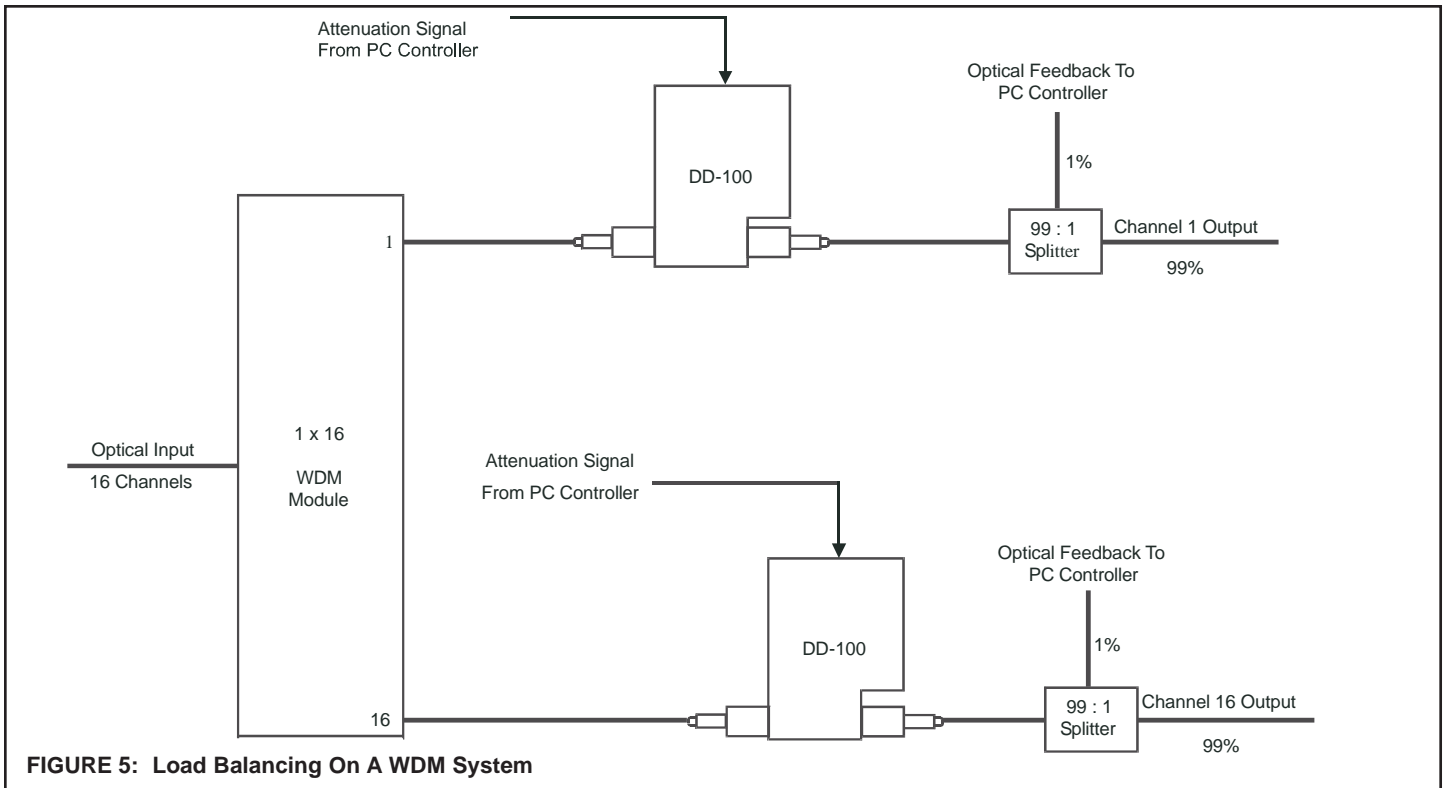 Attenuation Signal
From PC Controller
Optical Feedback To
PC Controller
1%
DD-100
1
99 : 1
Splitter
Channel 1 Output
99%
Optical Input
16 Channels
1 x 16
WDM
Module
Attenuation Signal
From PC Controller
Optical Feedback To
PC Controller
1%
DD-100
16
99 : 1
Splitter
Channel 16 Output
99%
FIGURE 5: Load Balancing On A WDM System